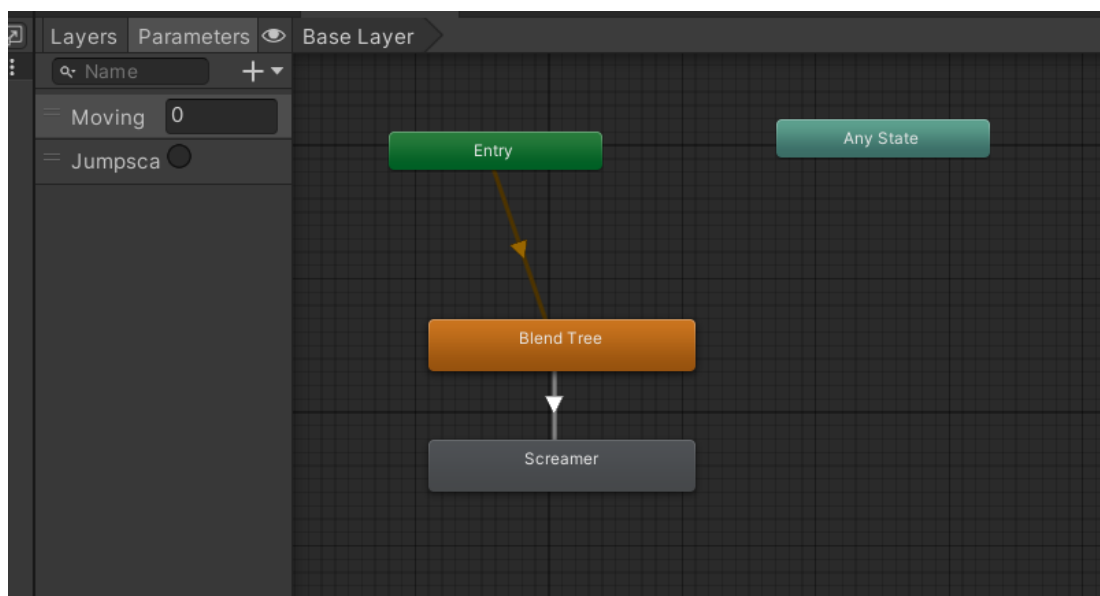 Layers Parameters Base Layer
Name
Moving 0
Jumpsca
Entry
Any State
Blend Tree
Screamer